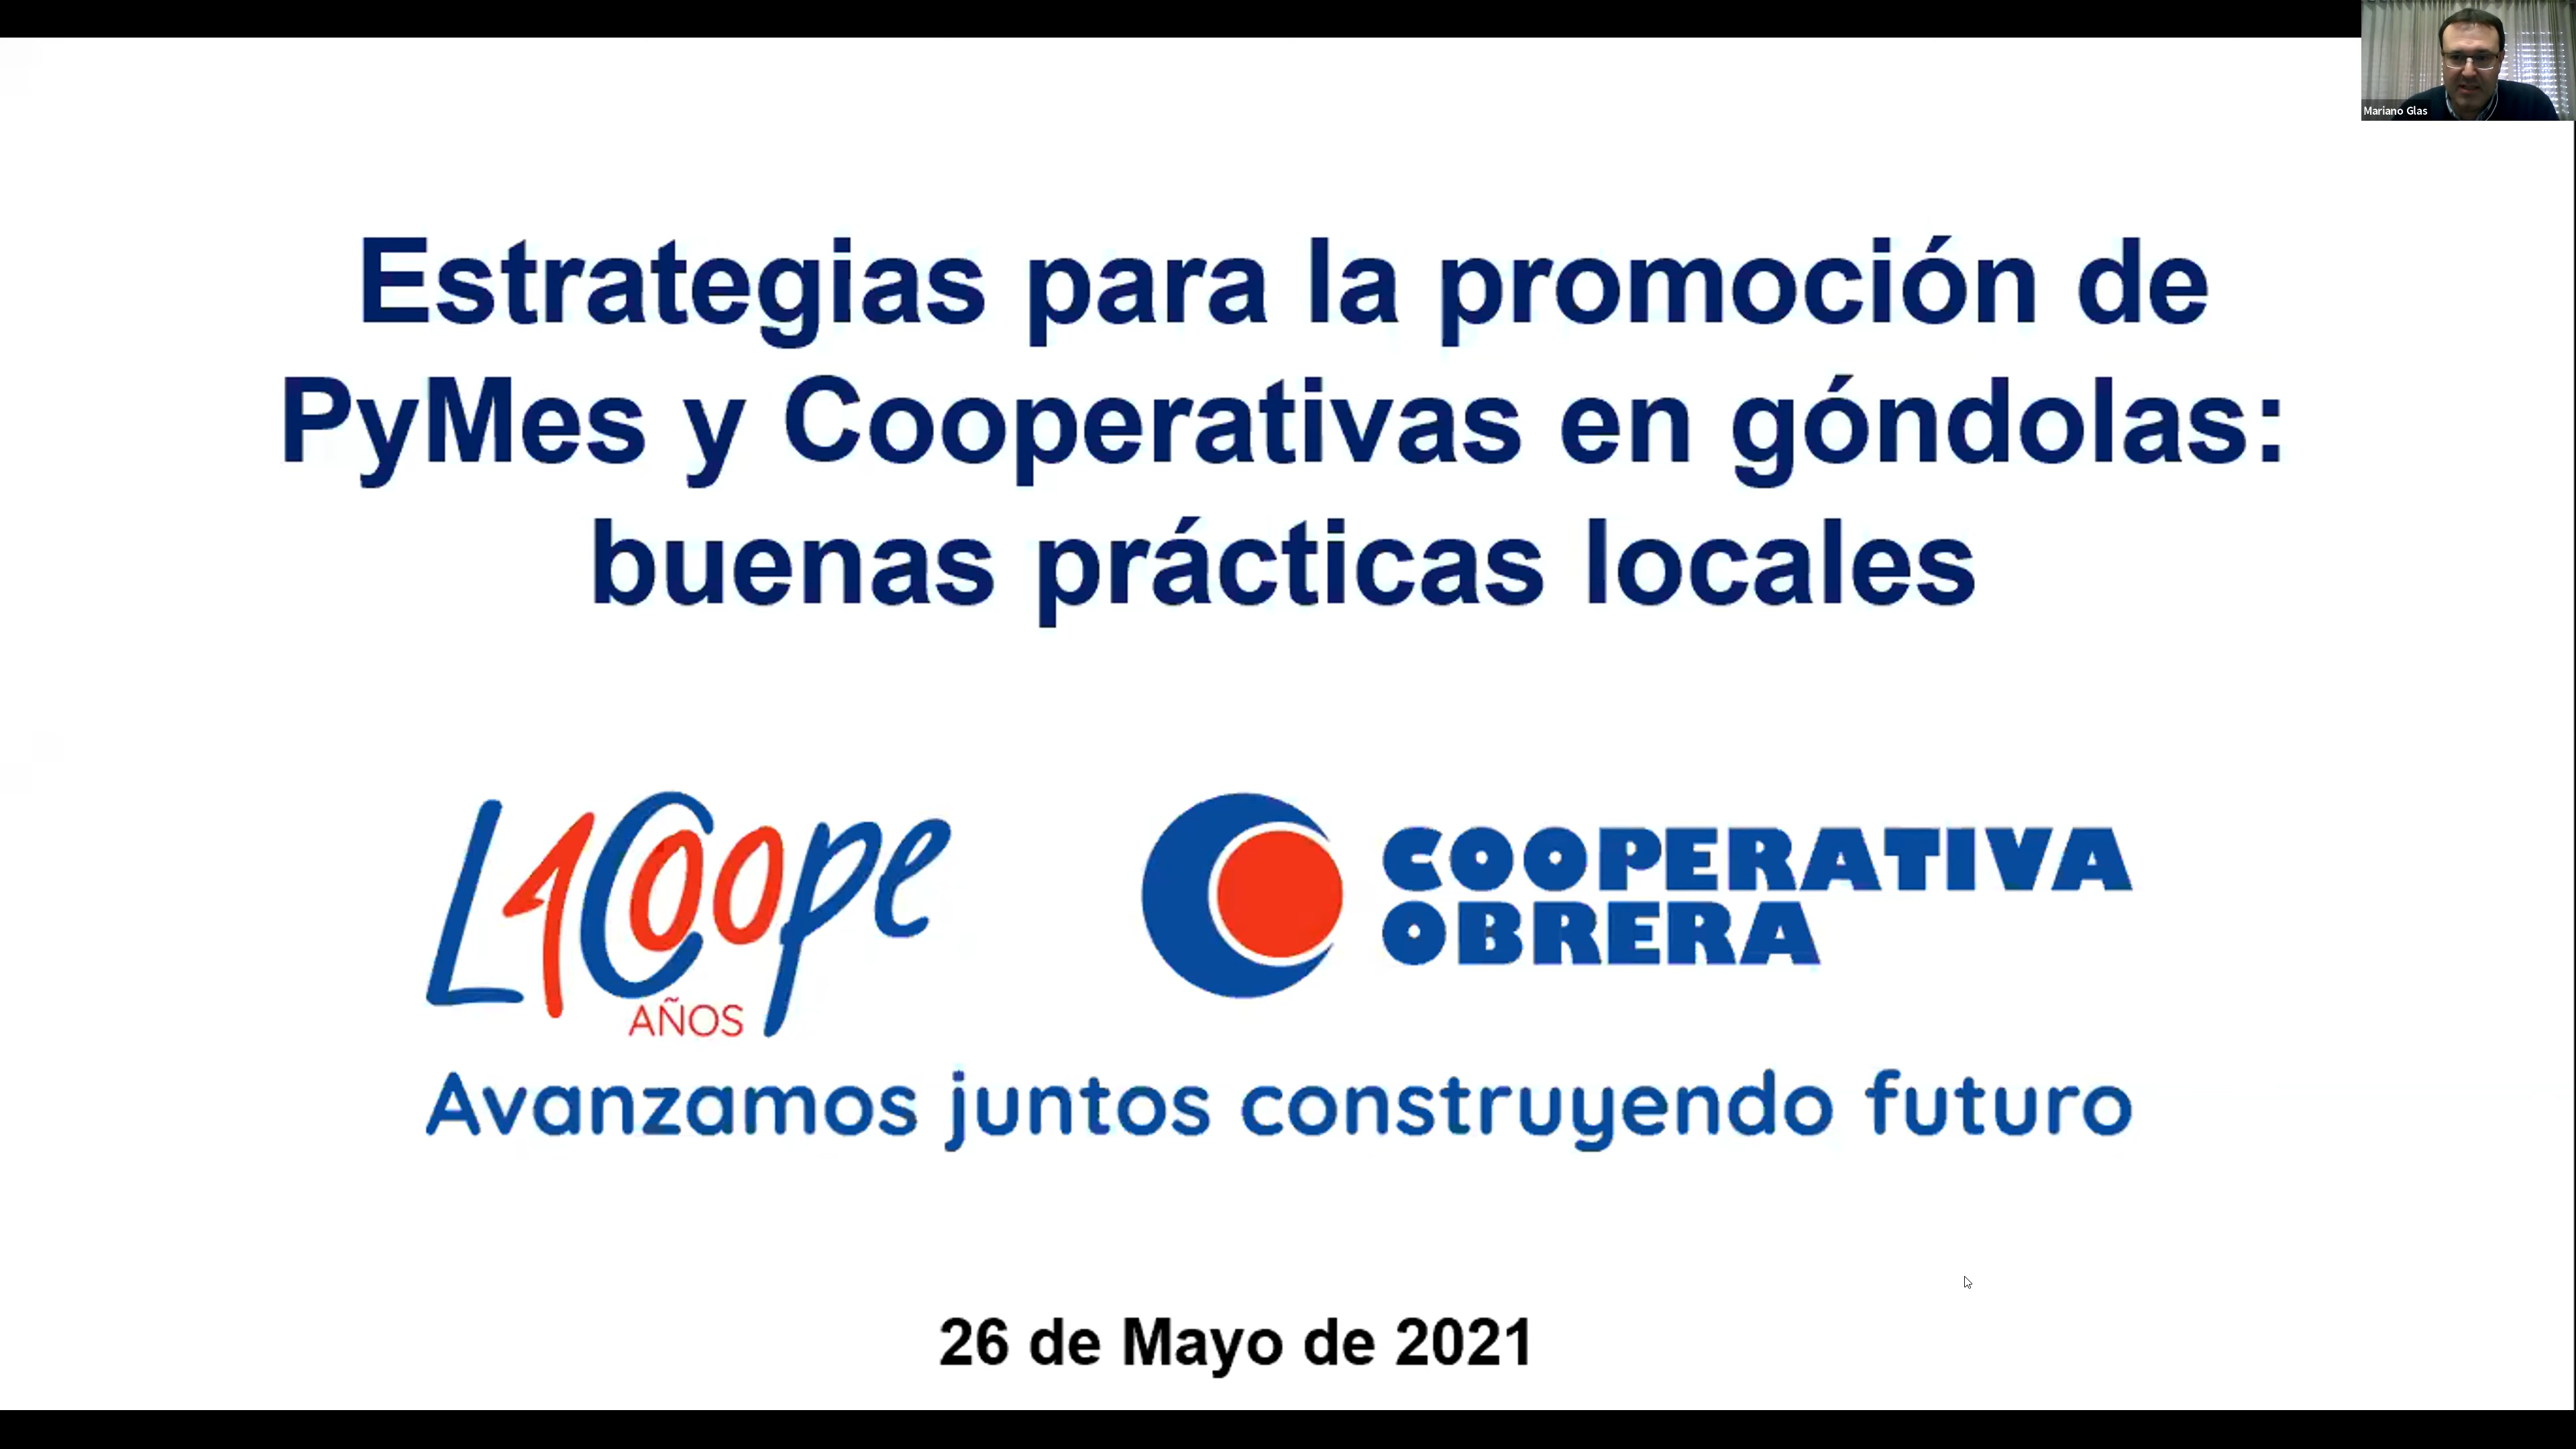 Mariano Glas
Estrategias para la promoción de
PyMes y Cooperativas en góndolas:
buenas prácticas locales
LA Coope
AÑOS
COOPERATIVA
OBRERA
Avanzamos juntos construyendo futuro
26 de Mayo de 2021